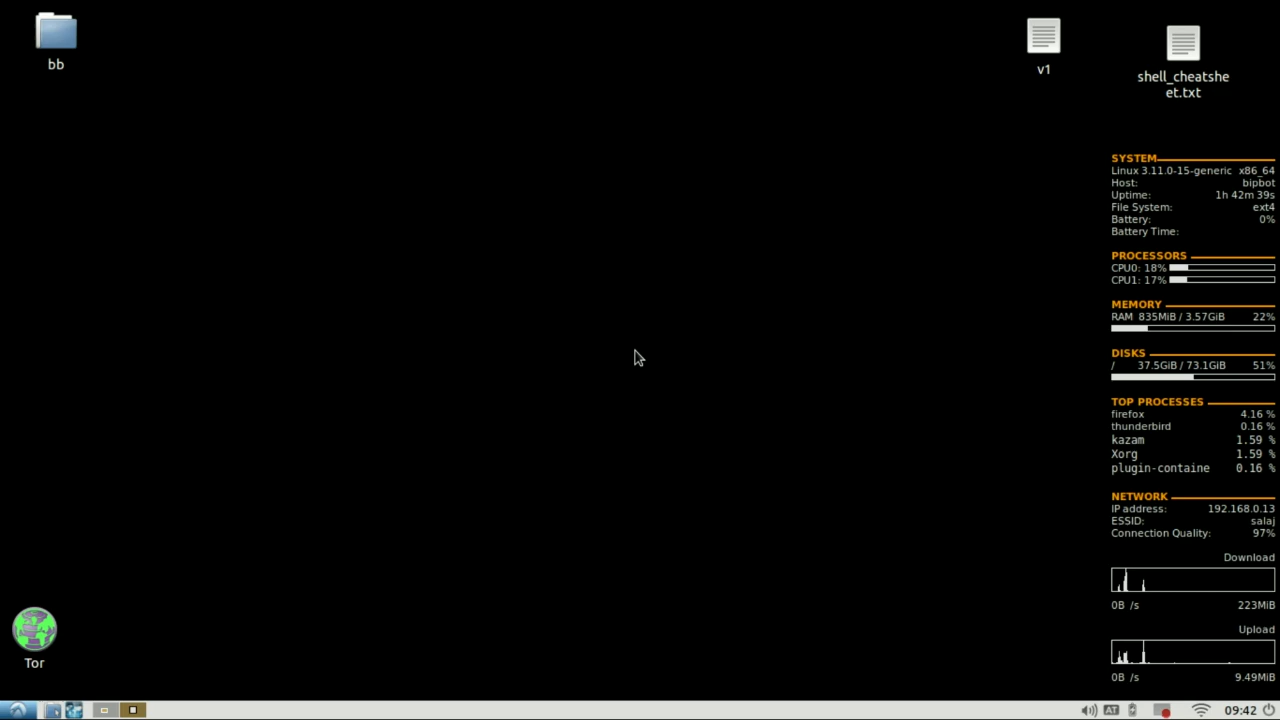 bb
v1
shell_cheatshe
et.txt
SYSTEM
Linux 3.11.0-15-generic x86_64
Host: bipbot
Uptime: 1h 42m 39s
File System: ext4
Battery: 0%
Battery Time:
PROCESSORS
CPU0: 18%
CPU1: 17%
MEMORY
RAM 835MiB / 3.57GiB 22%
DISKS
/ 37.5GiB / 73.1GiB 51%
TOP PROCESSES
firefox 4.16 %
thunderbird 0.16 %
kazam 1.59 %
Xorg 1.59 %
plugin-containe 0.16 %
NETWORK
IP address: 192.168.0.13
ESSID: salaj
Connection Quality: 97%
Download
0B /s 223MiB
Upload
0B /s 9.49MiB
Tor
AT 09:42